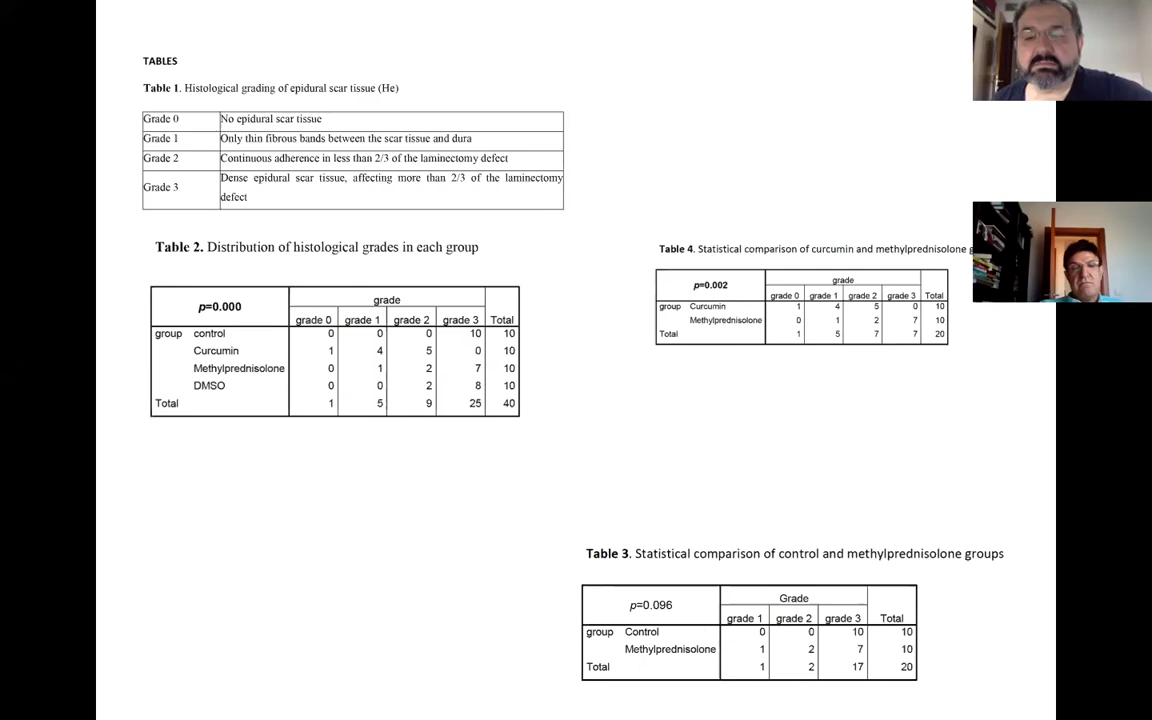 TABLES
Table 1. Histological grading of epidural scar tissue (He)
Grade 0 No epidural scar tissue
Grade 1 Only thin fibrous bands between the scar tissue and dura
Grade 2 Continuous adherence in less than 2/3 of the laminectomy defect
Grade 3 Dense epidural scar tissue, affecting more than 2/3 of the laminectomy
defect
Table 2. Distribution of histological grades in each group
p=0.000 grade
grade 0 grade 1 grade 2 grade 3 Total
group control 0 0 0 10 10
Curcumin 1 4 5 0 10
Methylprednisolone 0 1 2 7 10
DMSO 0 0 2 8 10
Total 1 5 9 25 40
Table 4. Statistical comparison of curcumin and methylprednisolone g
p=0.002 grade
grade 0 grade 1 grade 2 grade 3 Total
group Curcumin 1 4 5 0 10
Methylprednisolone 0 1 2 7 10
Total 1 5 7 7 20
Table 3. Statistical comparison of control and methylprednisolone groups
p=0.096 Grade
grade 1 grade 2 grade 3 Total
group Control 0 0 10 10
Methylprednisolone 1 2 7 10
Total 1 2 17 20